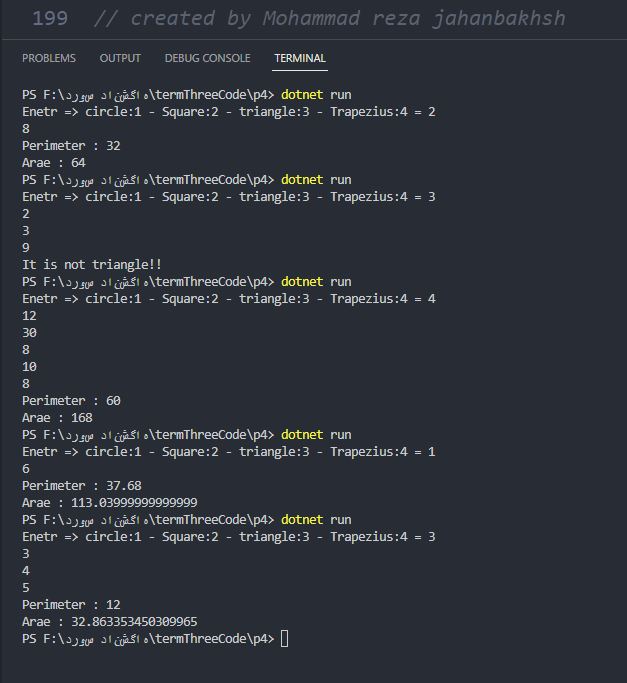 199 // created by Mohammad reza jahanbakhsh
PROBLEMS OUTPUT DEBUG CONSOLE TERMINAL
PS F:\دروس دانشگاه\termThreeCode\p4> dotnet run
Enetr => circle:1 - Square:2 - triangle:3 - Trapezius:4 = 2
8
Perimeter : 32
Arae : 64
PS F:\دروس دانشگاه\termThreeCode\p4> dotnet run
Enetr => circle:1 - Square:2 - triangle:3 - Trapezius:4 = 3
2
3
9
It is not triangle!!
PS F:\دروس دانشگاه\termThreeCode\p4> dotnet run
Enetr => circle:1 - Square:2 - triangle:3 - Trapezius:4 = 4
12
30
8
10
8
Perimeter : 60
Arae : 168
PS F:\دروس دانشگاه\termThreeCode\p4> dotnet run
Enetr => circle:1 - Square:2 - triangle:3 - Trapezius:4 = 1
6
Perimeter : 37.68
Arae : 113.03999999999999
PS F:\دروس دانشگاه\termThreeCode\p4> dotnet run
Enetr => circle:1 - Square:2 - triangle:3 - Trapezius:4 = 3
3
4
5
Perimeter : 12
Arae : 32.863353450309965
PS F:\دروس دانشگاه\termThreeCode\p4>